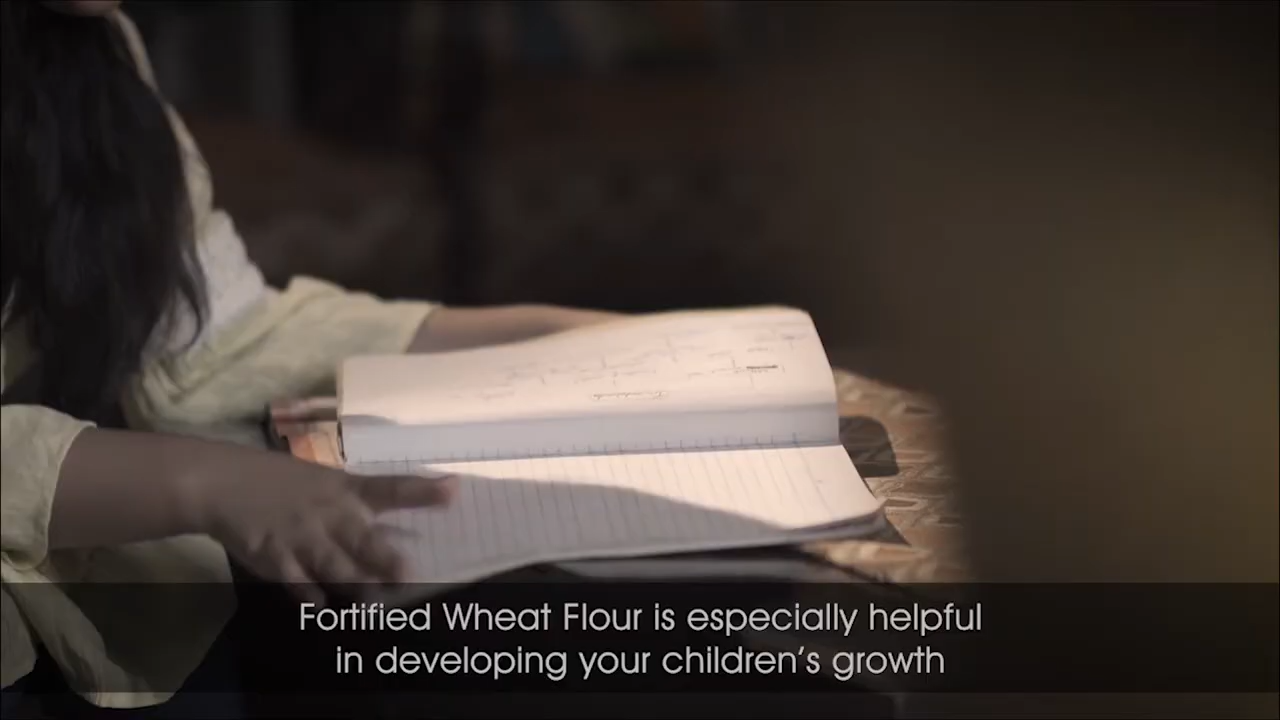 Fortified Wheat Flour is especially helpful
in developing your children's growth